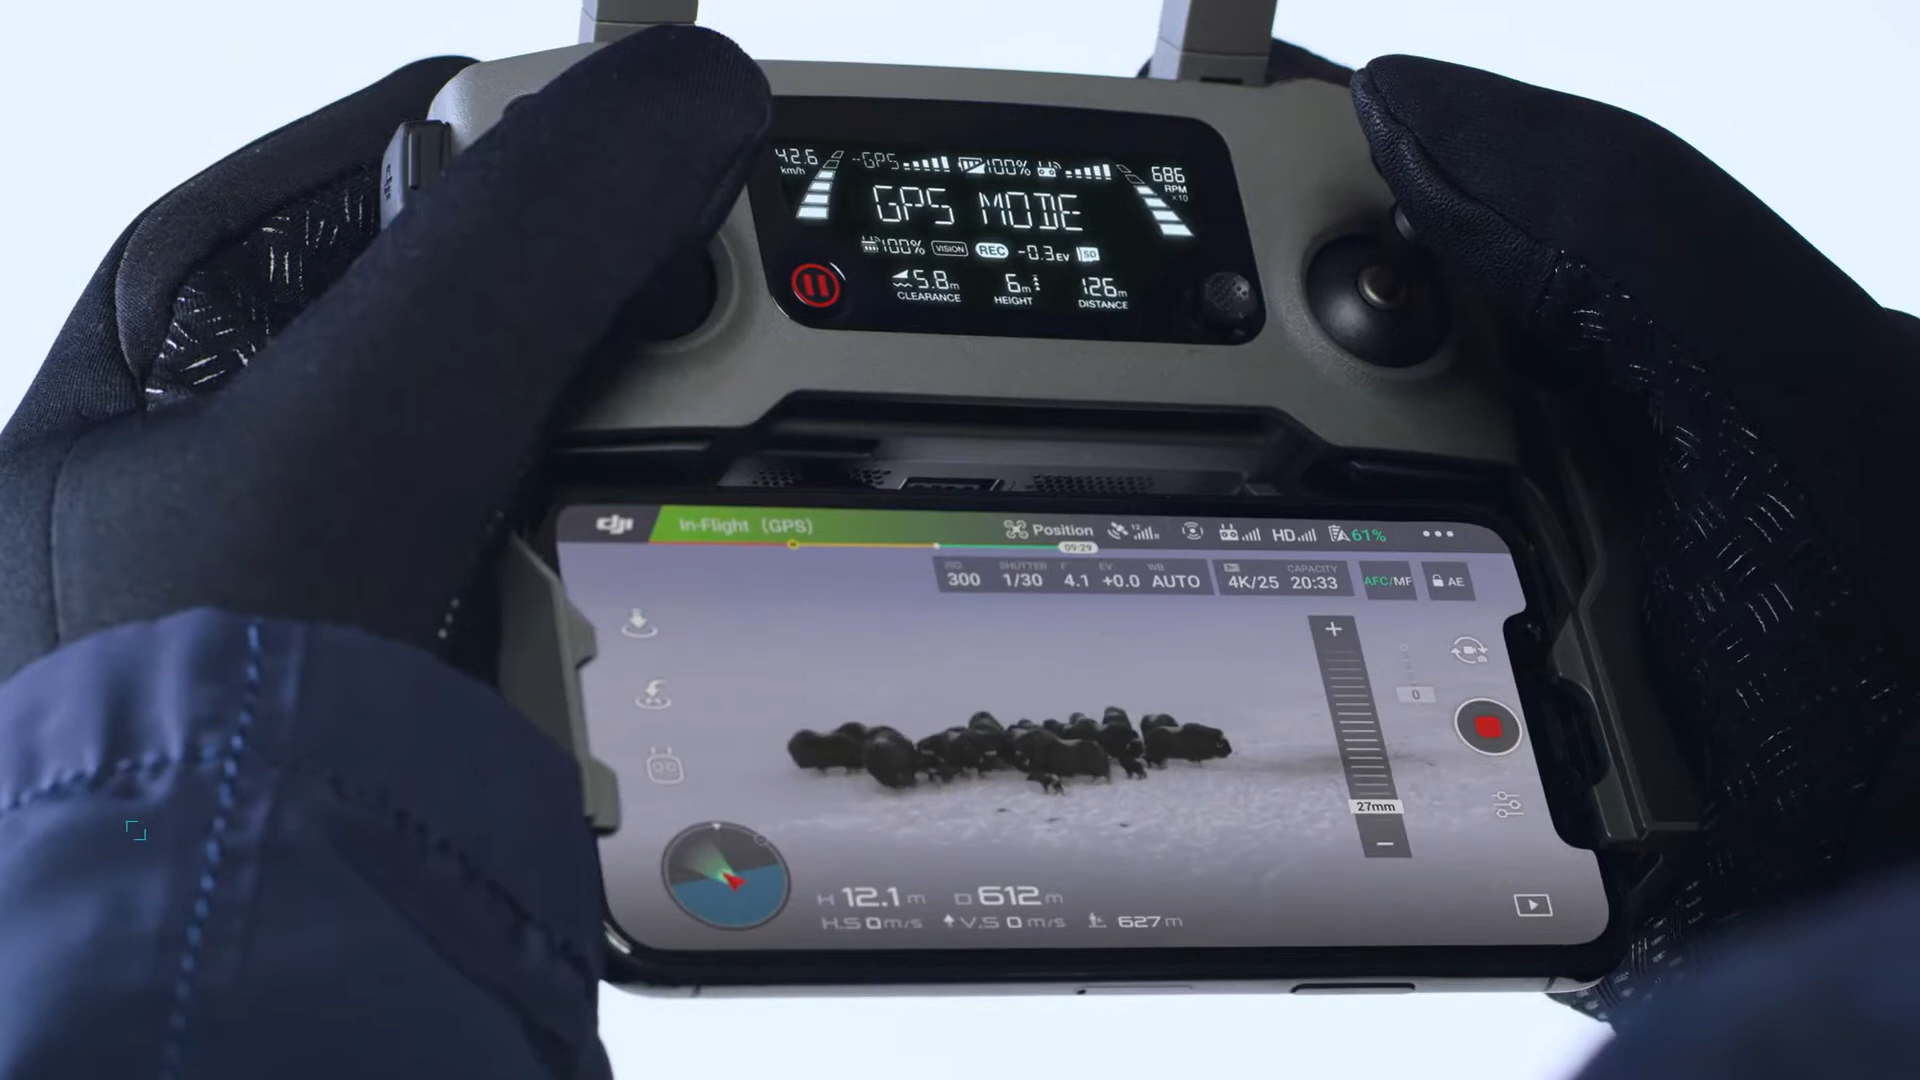 42.6 GPS 100% 686
km/h RPM
x10
GPS MODE
100% VISION REC -0.3EV SD
5.8m 6m 126m
CLEARANCE HEIGHT DISTANCE
dji
dji In-Flight (GPS) Position 12 HD 61%
09:29
ISO SHUTTER F EV WB CAPACITY
300 1/30 4.1 +0.0 AUTO 4K/25 20:33 AFC/MF AE
+
0
27mm
−
H 12.1 m D 612 m
H.S 0 m/s V.S 0 m/s 627 m